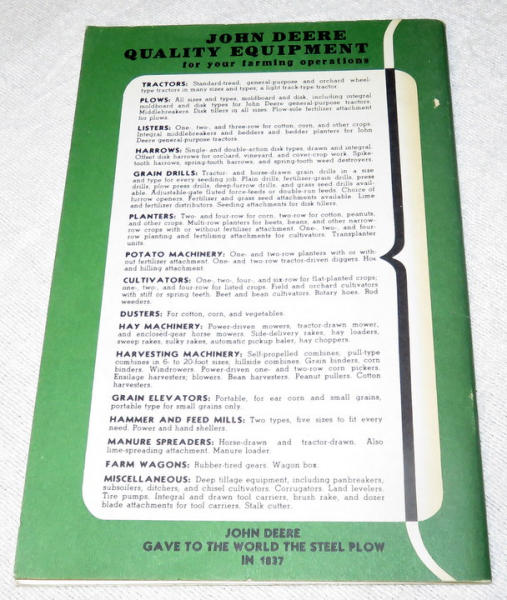 JOHN DEERE
QUALITY EQUIPMENT
for your farming operations
TRACTORS: Standard-tread, general-purpose and orchard wheel-
type tractors in many sizes and types; a light track-type tractor.
PLOWS: All sizes and types, moldboard and disk, including integral
moldboard and disk types for John Deere general-purpose tractors.
Middlebreakers. Disk tillers in all sizes. Plow-sole fertilizer attachment
for plows.
LISTERS: One-, two-, and three-row for cotton, corn, and other crops.
Integral middlebreakers and bedders and bedder planters for John
Deere general-purpose tractors.
HARROWS: Single- and double-action disk types, drawn and integral.
Offset disk harrows for orchard, vineyard, and cover-crop work. Spike-
tooth harrows, spring-tooth harrows, and spring-tooth weed destroyers.
GRAIN DRILLS: Tractor- and horse-drawn grain drills in a size
and type for every seeding job. Plain drills, fertilizer-grain drills, press
drills, plow press drills, deep-furrow drills, and grass seed drills avail-
able. Adjustable-gate fluted force-feeds or double-run feeds. Choice of
furrow openers. Fertilizer and grass seed attachments available. Lime
and fertilizer distributors. Seeding attachments for disk tillers.
PLANTERS: Two- and four-row for corn, two-row for cotton, peanuts,
and other crops. Multi-row planters for beets, beans, and other narrow-
row crops with or without fertilizer attachment. One-, two-, and four-
row planting and fertilizing attachments for cultivators. Transplanter
units.
POTATO MACHINERY: One- and two-row planters with or with-
out fertilizer attachment. One- and two-row tractor-driven diggers. Hoe
and hilling attachment.
CULTIVATORS: One-, two-, four-, and six-row for flat-planted crops;
one-, two-, and four-row for listed crops. Field and orchard cultivators
with stiff or spring teeth. Beet and bean cultivators. Rotary hoes. Rod
weeders.
DUSTERS: For cotton, corn, and vegetables.
HAY MACHINERY: Power-driven mowers, tractor-drawn mower,
and enclosed-gear horse mowers. Side-delivery rakes, hay loaders,
sweep rakes, sulky rakes, automatic pickup baler, hay choppers.
HARVESTING MACHINERY: Self-propelled combines, pull-type
combines in 6- to 20-foot sizes, hillside combines. Grain binders, corn
binders. Windrowers. Power-driven one- and two-row corn pickers.
Ensilage harvesters; blowers. Bean harvesters. Peanut pullers. Cotton
harvesters.
GRAIN ELEVATORS: Portable, for ear corn and small grains,
portable type for small grains only.
HAMMER AND FEED MILLS: Two types, five sizes to fit every
need. Power and hand shellers.
MANURE SPREADERS: Horse-drawn and tractor-drawn. Also
lime-spreading attachment. Manure loader.
FARM WAGONS: Rubber-tired gears. Wagon box.
MISCELLANEOUS: Deep tillage equipment, including panbreakers,
subsoilers, ditchers, and chisel cultivators. Corrugators. Land levelers.
Tire pumps. Integral and drawn tool carriers, brush rake, and dozer
blade attachments for tool carriers. Stalk cutter.
JOHN DEERE
GAVE TO THE WORLD THE STEEL PLOW
IN 1837